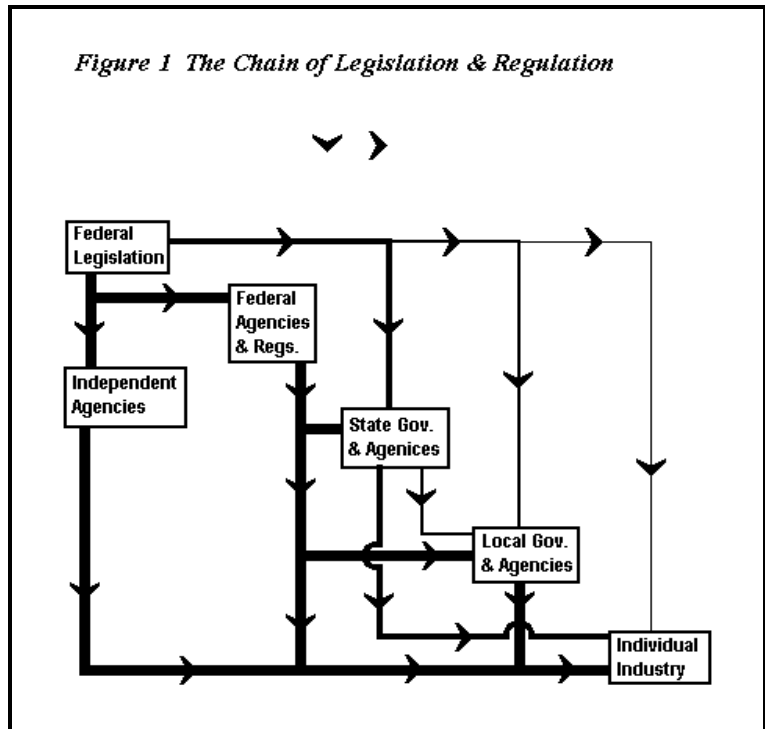 Figure 1 The Chain of Legislation & Regulation
Federal
Legislation
Federal
Agencies
& Regs.
Independent
Agencies
State Gov.
& Agenices
Local Gov.
& Agencies
Individual
Industry